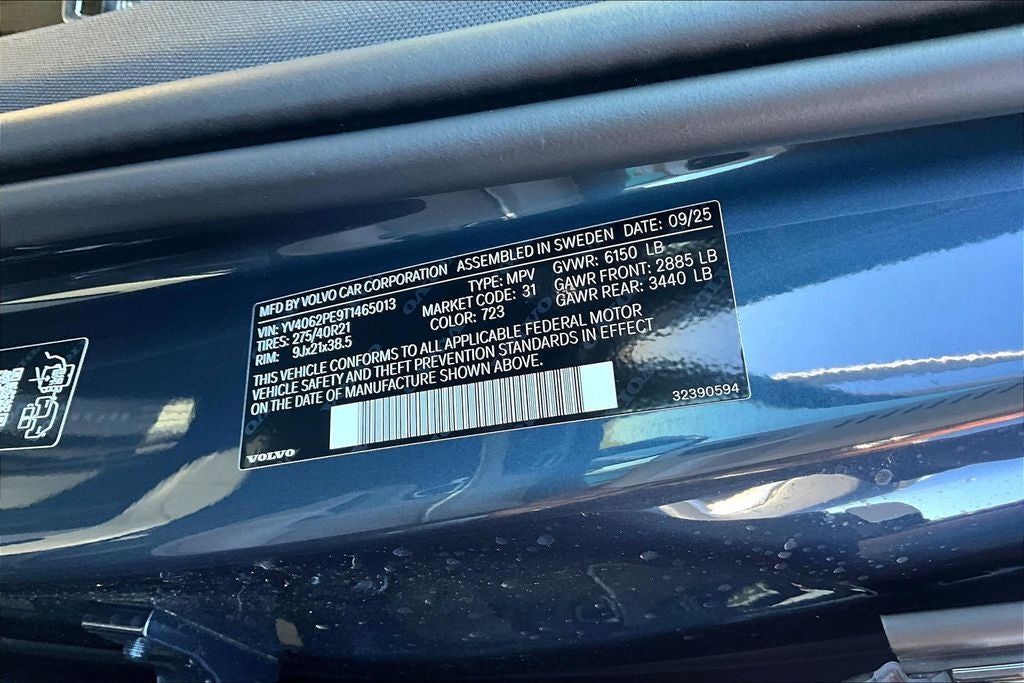 MFD BY VOLVO CAR CORPORATION ASSEMBLED IN SWEDEN DATE: 09/25
VIN: YV4062PE9T1465013 TYPE: MPV GVWR: 6150 LB
TIRES: 275/40R21 MARKET CODE: 31 GAWR FRONT: 2885 LB
RIM: 9Jx21x38.5 COLOR: 723 GAWR REAR: 3440 LB
THIS VEHICLE CONFORMS TO ALL APPLICABLE FEDERAL MOTOR
VEHICLE SAFETY AND THEFT PREVENTION STANDARDS IN EFFECT
ON THE DATE OF MANUFACTURE SHOWN ABOVE.
32390594
VOLVO